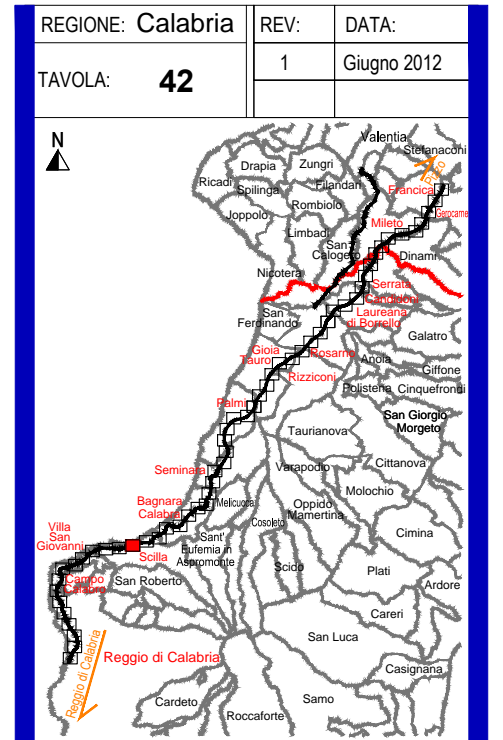 REGIONE: Calabria
REV:
DATA:
TAVOLA: 42
1
Giugno 2012
N
Valentia
Stefanaconi
Pizzo
Drapia
Zungri
Ricadi
Spilinga
Filandari
Francica
Rombiolo
Joppolo
Gerocarne
Mileto
Limbadi
San
Calogero
Dinami
Nicotera
Serrata
Candidoni
San
Ferdinando
Laureana
di Borrello
Galatro
Gioia
Tauro
Rosarno
Anoia
Giffone
Rizziconi
Polistena
Cinquefrondi
Palmi
San Giorgio
Morgeto
Taurianova
Seminara
Varapodio
Cittanova
Molochio
Bagnara
Calabra
Melicucca
Oppido
Mamertina
Cosoleto
Villa
San
Giovanni
Sant'
Eufemia in
Aspromonte
Cimina
Scilla
Scido
Plati
Campo
Calabro
San Roberto
Ardore
Careri
San Luca
Reggio di Calabria
Reggio di Calabria
Casignana
Cardeto
Samo
Roccaforte